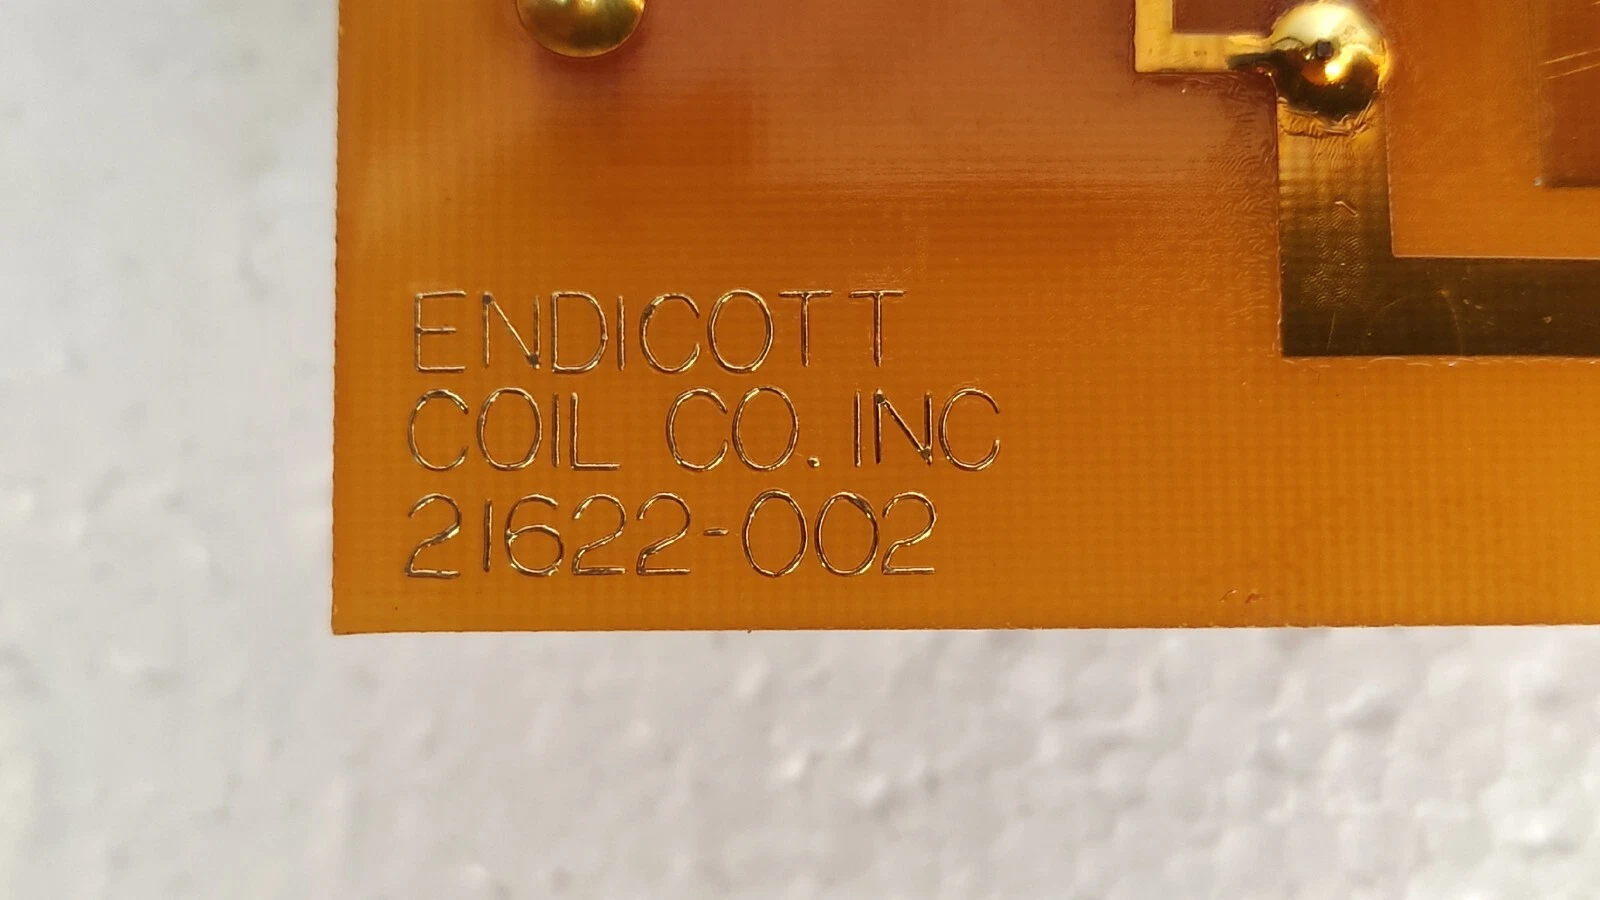 ENDICOTT
COIL CO. INC
21622-002